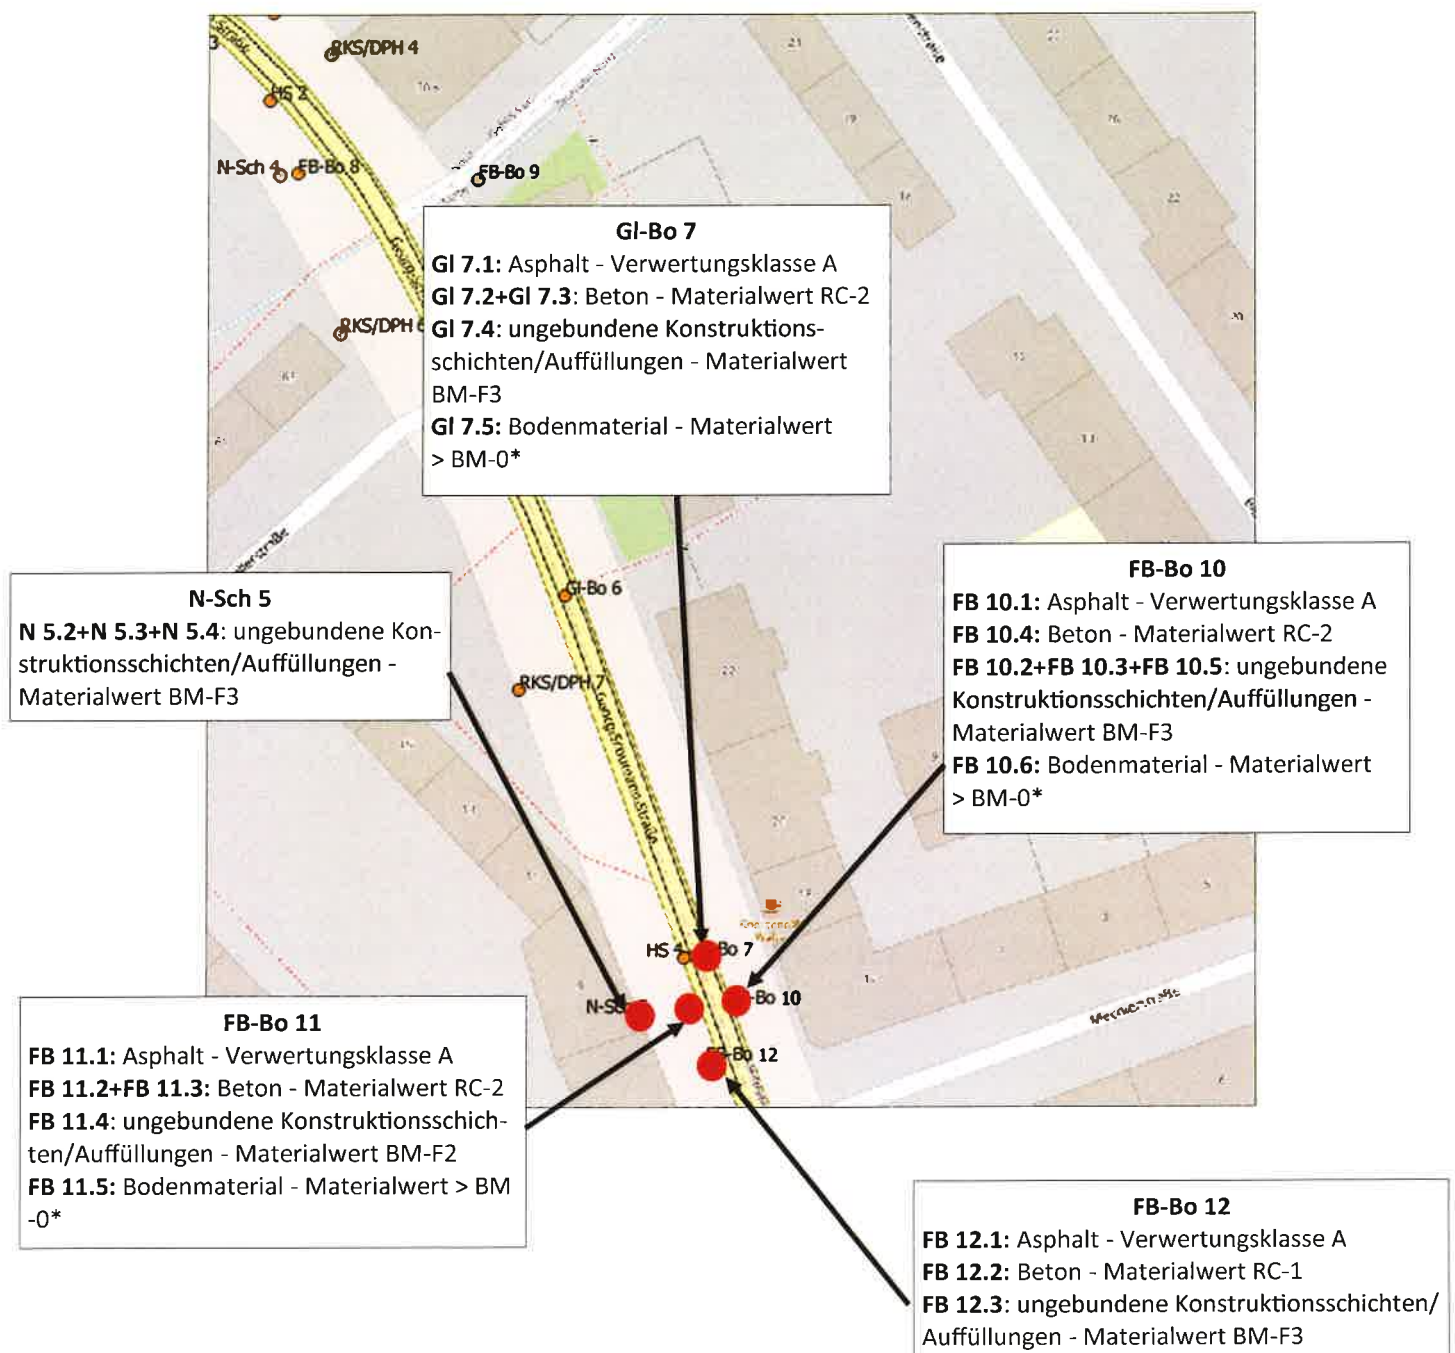 RKS/DPH 4
HS 2
N-Sch 4
FB-Bo 8
FB-Bo 9
Gl-Bo 7
Gl 7.1: Asphalt - Verwertungsklasse A
Gl 7.2+Gl 7.3: Beton - Materialwert RC-2
Gl 7.4: ungebundene Konstruktions-
schichten/Auffüllungen - Materialwert
BM-F3
Gl 7.5: Bodenmaterial - Materialwert
> BM-0*
RKS/DPH 6
Gl-Bo 6
RKS/DPH 7
N-Sch 5
N 5.2+N 5.3+N 5.4: ungebundene Kon-
struktionsschichten/Auffüllungen -
Materialwert BM-F3
FB-Bo 10
FB 10.1: Asphalt - Verwertungsklasse A
FB 10.4: Beton - Materialwert RC-2
FB 10.2+FB 10.3+FB 10.5: ungebundene
Konstruktionsschichten/Auffüllungen -
Materialwert BM-F3
FB 10.6: Bodenmaterial - Materialwert
> BM-0*
22
20
HS 4
Bo 7
-Bo 10
Bo 12
FB-Bo 11
FB 11.1: Asphalt - Verwertungsklasse A
FB 11.2+FB 11.3: Beton - Materialwert RC-2
FB 11.4: ungebundene Konstruktionsschich-
ten/Auffüllungen - Materialwert BM-F2
FB 11.5: Bodenmaterial - Materialwert > BM
-0*
FB-Bo 12
FB 12.1: Asphalt - Verwertungsklasse A
FB 12.2: Beton - Materialwert RC-1
FB 12.3: ungebundene Konstruktionsschichten/
Auffüllungen - Materialwert BM-F3